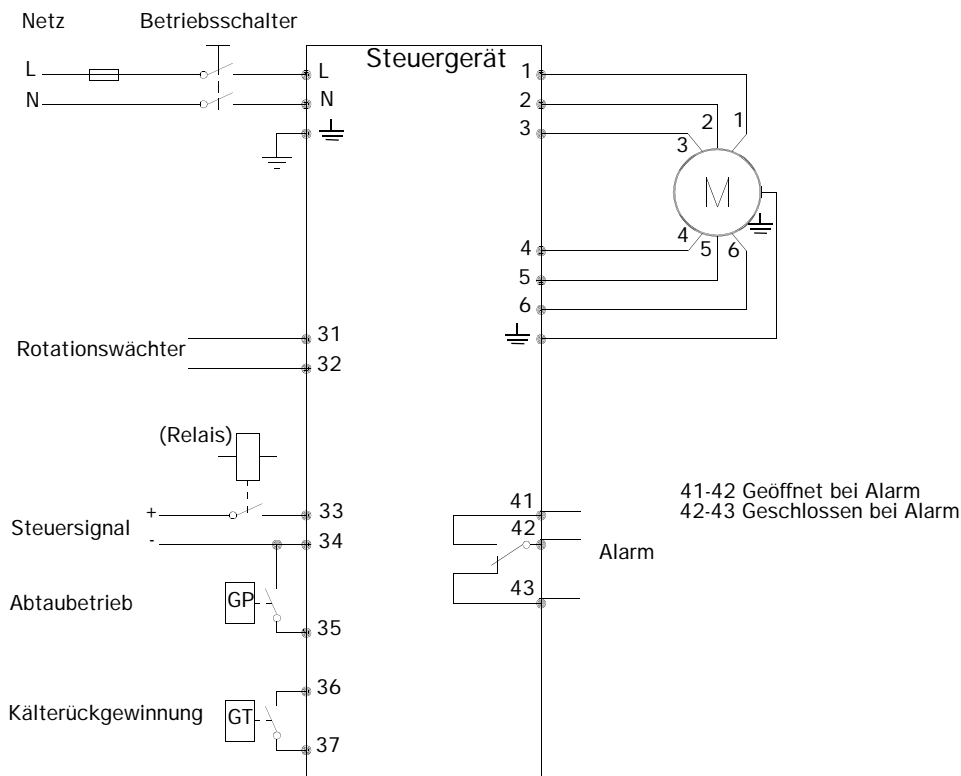 Netz
Betriebsschalter
Steuergerät
L
L
N
N
1
2
3
1
2
3
M
4
5
6
4
5
6
Rotationswächter
31
32
(Relais)
Steuersignal
+
-
33
34
Abtaubetrieb
GP
35
Kälterückgewinnung
GT
36
37
41
42
43
Alarm
41-42 Geöffnet bei Alarm
42-43 Geschlossen bei Alarm